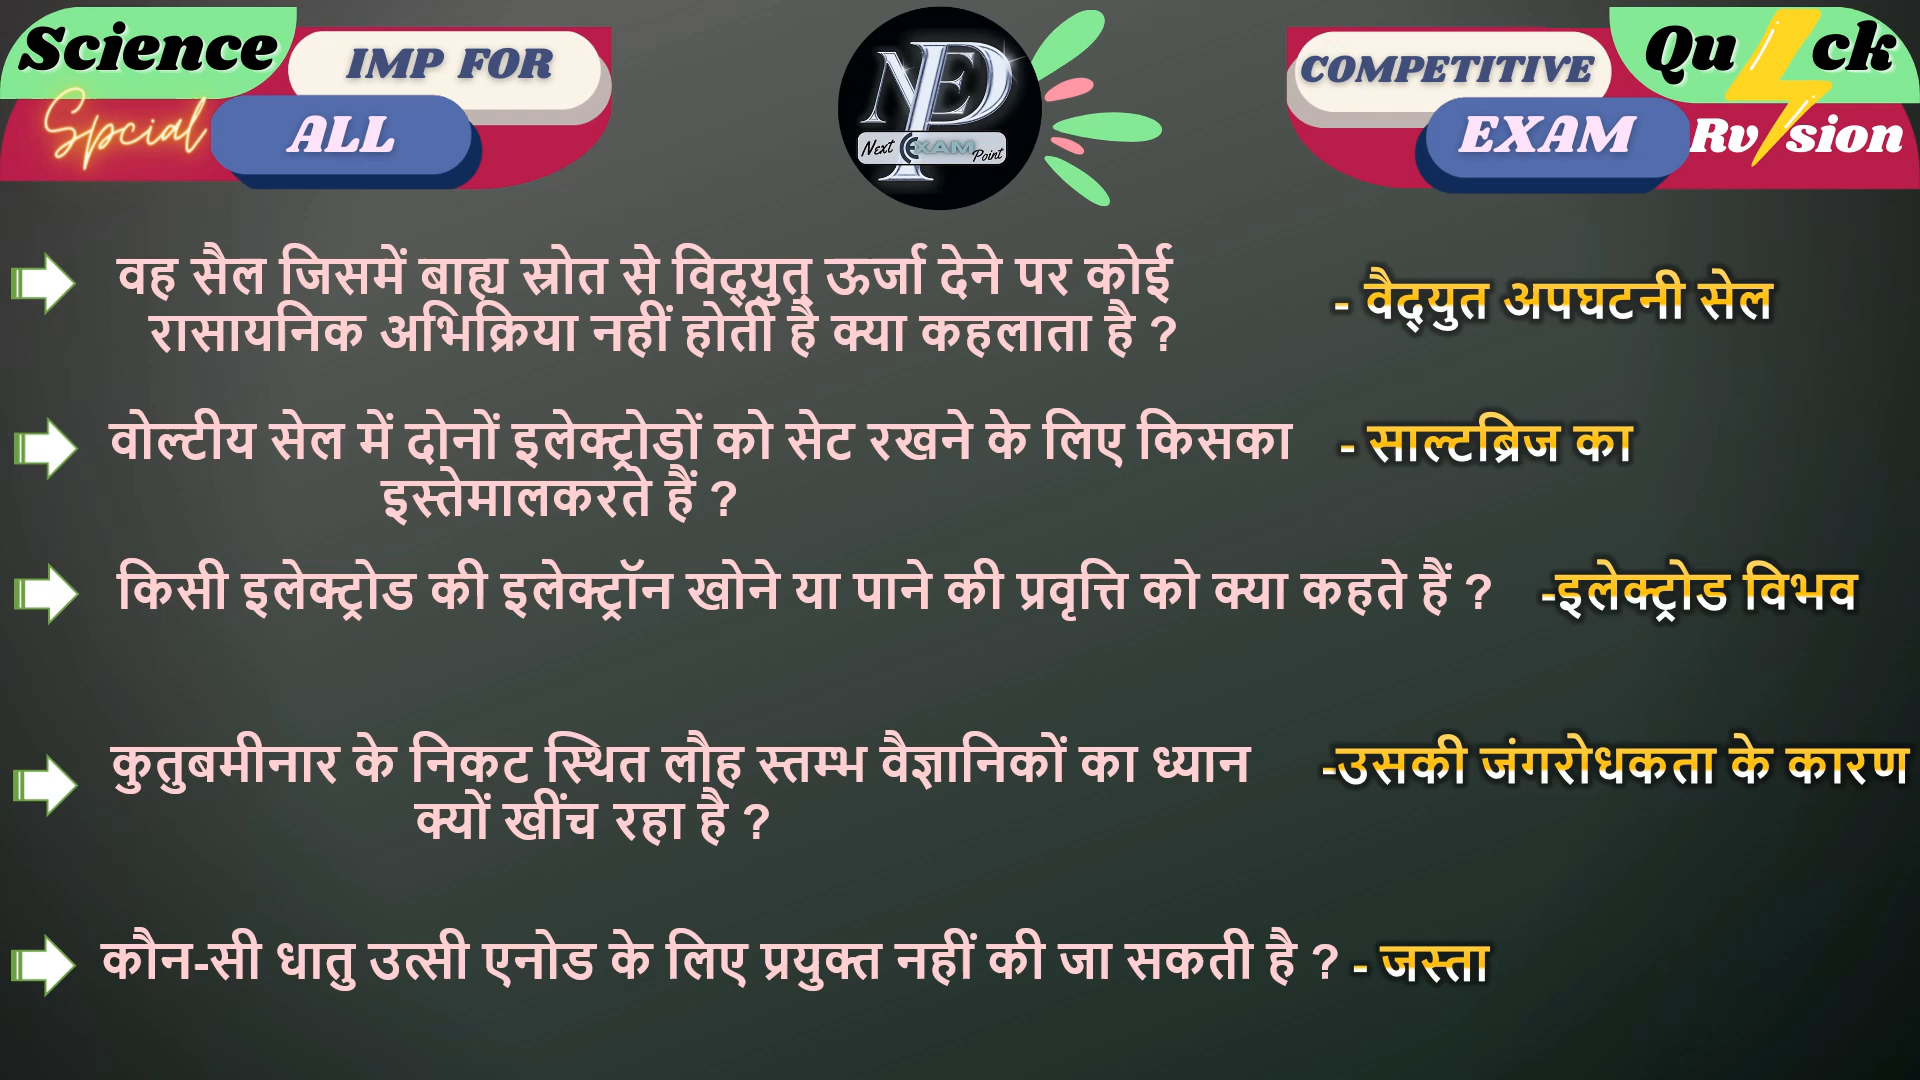 Science
Spcial
IMP FOR
ALL
NEP
Next EXAM Point
COMPETITIVE
EXAM
Qu ck
Rv sion
वह सैल जिसमें बाह्य स्रोत से विद्युत् ऊर्जा देने पर कोई
रासायनिक अभिक्रिया नहीं होती है क्या कहलाता है ?
- वैद्युत अपघटनी सेल
वोल्टीय सेल में दोनों इलेक्ट्रोडों को सेट रखने के लिए किसका
इस्तेमालकरते हैं ?
- साल्टब्रिज का
किसी इलेक्ट्रोड की इलेक्ट्रॉन खोने या पाने की प्रवृत्ति को क्या कहते हैं ?
-इलेक्ट्रोड विभव
कुतुबमीनार के निकट स्थित लौह स्तम्भ वैज्ञानिकों का ध्यान
क्यों खींच रहा है ?
-उसकी जंगरोधकता के कारण
कौन-सी धातु उत्सी एनोड के लिए प्रयुक्त नहीं की जा सकती है ?
- जस्ता